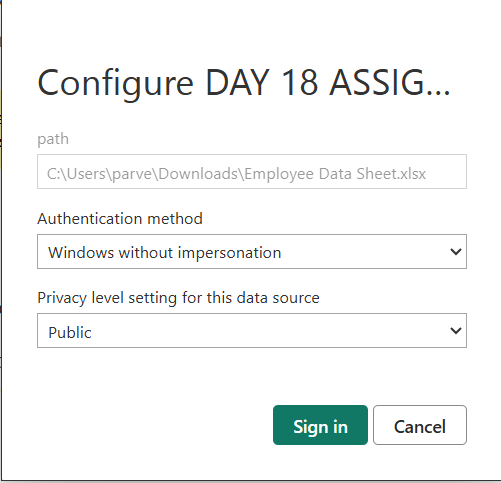 Configure DAY 18 ASSIG...
path
C:\Users\parve\Downloads\Employee Data Sheet.xlsx
Authentication method
Windows without impersonation
Privacy level setting for this data source
Public
Sign in Cancel